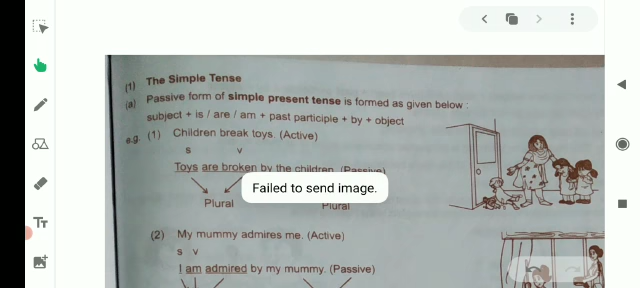 (1) The Simple Tense
(a) Passive form of simple present tense is formed as given below :
subject + is / are / am + past participle + by + object
e.g. (1) Children break toys. (Active)
s v
Toys are broken by the children. (Passive)
Failed to send image.
Plural Plural
(2) My mummy admires me. (Active)
s v
I am admired by my mummy. (Passive)
Tт